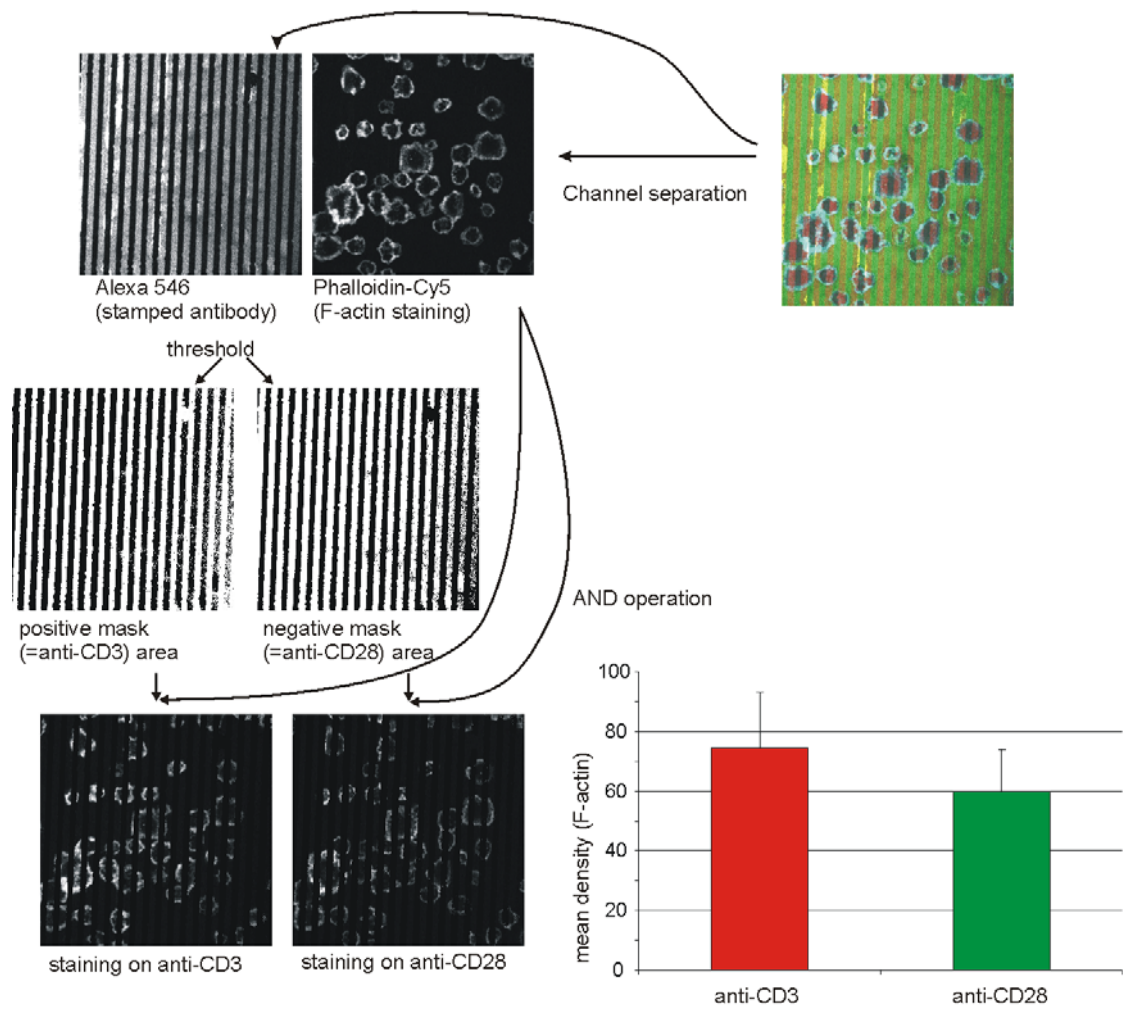 Channel separation
Alexa 546
(stamped antibody)
Phalloidin-Cy5
(F-actin staining)
threshold
positive mask
(=anti-CD3) area
negative mask
(=anti-CD28) area
AND operation
staining on anti-CD3
staining on anti-CD28
mean density (F-actin)
100
80
60
40
20
0
anti-CD3
anti-CD28